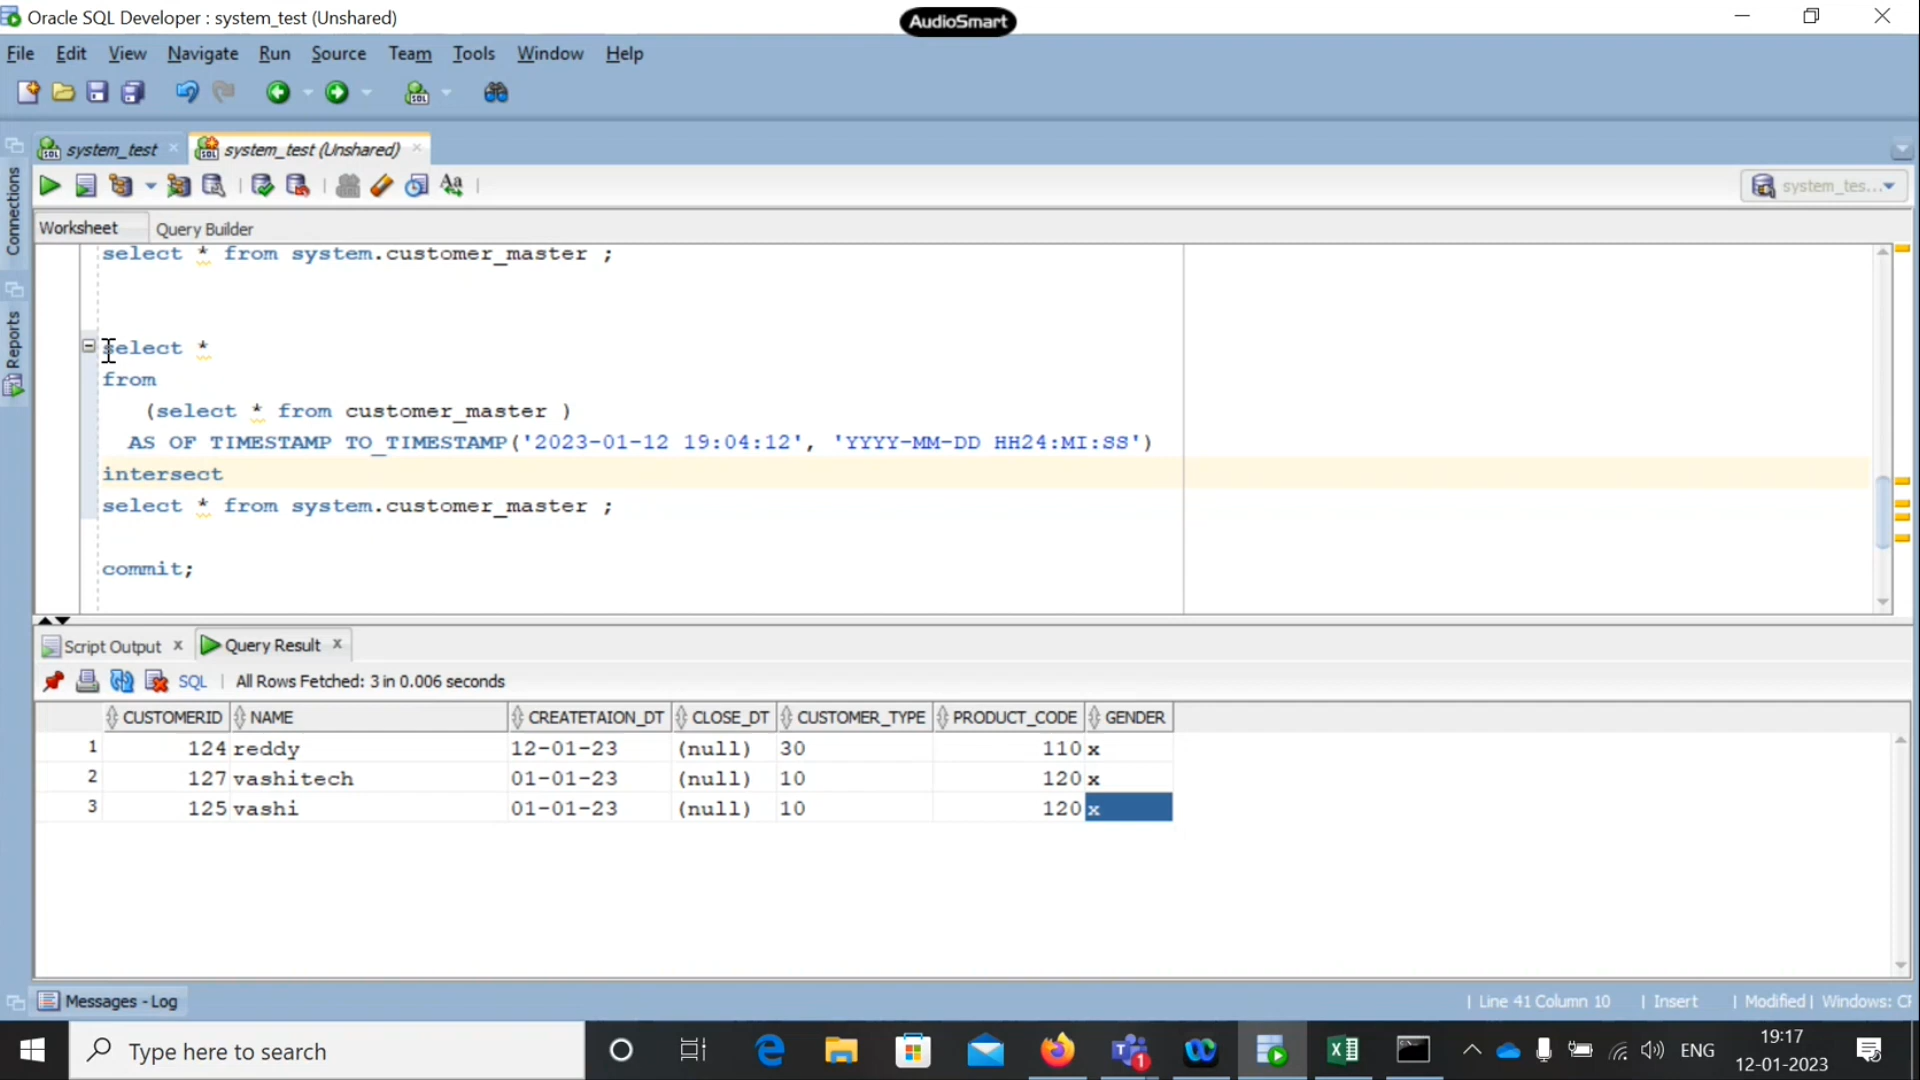 Oracle SQL Developer : system_test (Unshared)
AudioSmart
File Edit View Navigate Run Source Team Tools Window Help
SQL
SQL system_test SQL system_test (Unshared)
Aa system_tes...
Connections
Worksheet Query Builder
select * from system.customer_master ;
Reports
select *
from
(select * from customer_master )
AS OF TIMESTAMP TO_TIMESTAMP('2023-01-12 19:04:12', 'YYYY-MM-DD HH24:MI:SS')
intersect
select * from system.customer_master ;
commit;
Script Output x Query Result x
SQL | All Rows Fetched: 3 in 0.006 seconds
CUSTOMERID NAME CREATETAION_DT CLOSE_DT CUSTOMER_TYPE PRODUCT_CODE GENDER
1 124 reddy 12-01-23 (null) 30 110 x
2 127 vashitech 01-01-23 (null) 10 120 x
3 125 vashi 01-01-23 (null) 10 120 x
Messages - Log | Line 41 Column 10 | Insert | Modified | Windows: CR
Type here to search ENG 19:17
12-01-2023